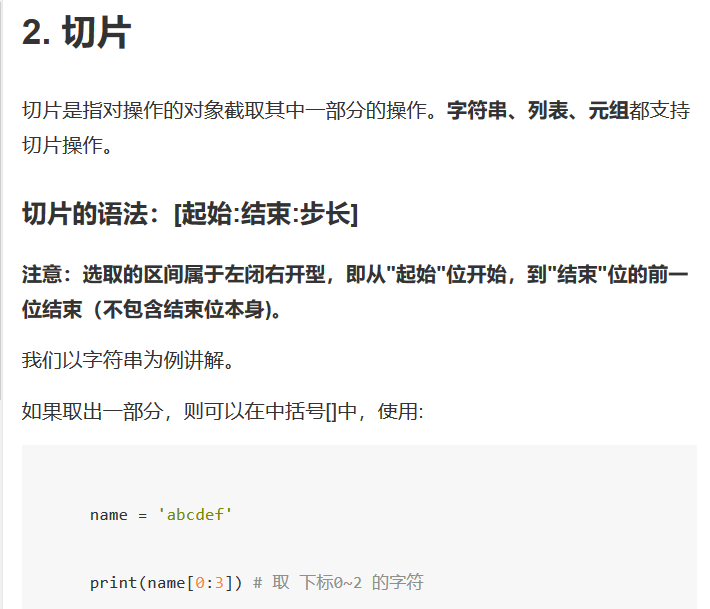 2. 切片
切片是指对操作的对象截取其中一部分的操作。字符串、列表、元组都支持
切片操作。
切片的语法：[起始:结束:步长]
注意：选取的区间属于左闭右开型，即从"起始"位开始，到"结束"位的前一
位结束（不包含结束位本身)。
我们以字符串为例讲解。
如果取出一部分，则可以在中括号[]中，使用:
name = 'abcdef'
print(name[0:3]) # 取 下标0~2 的字符